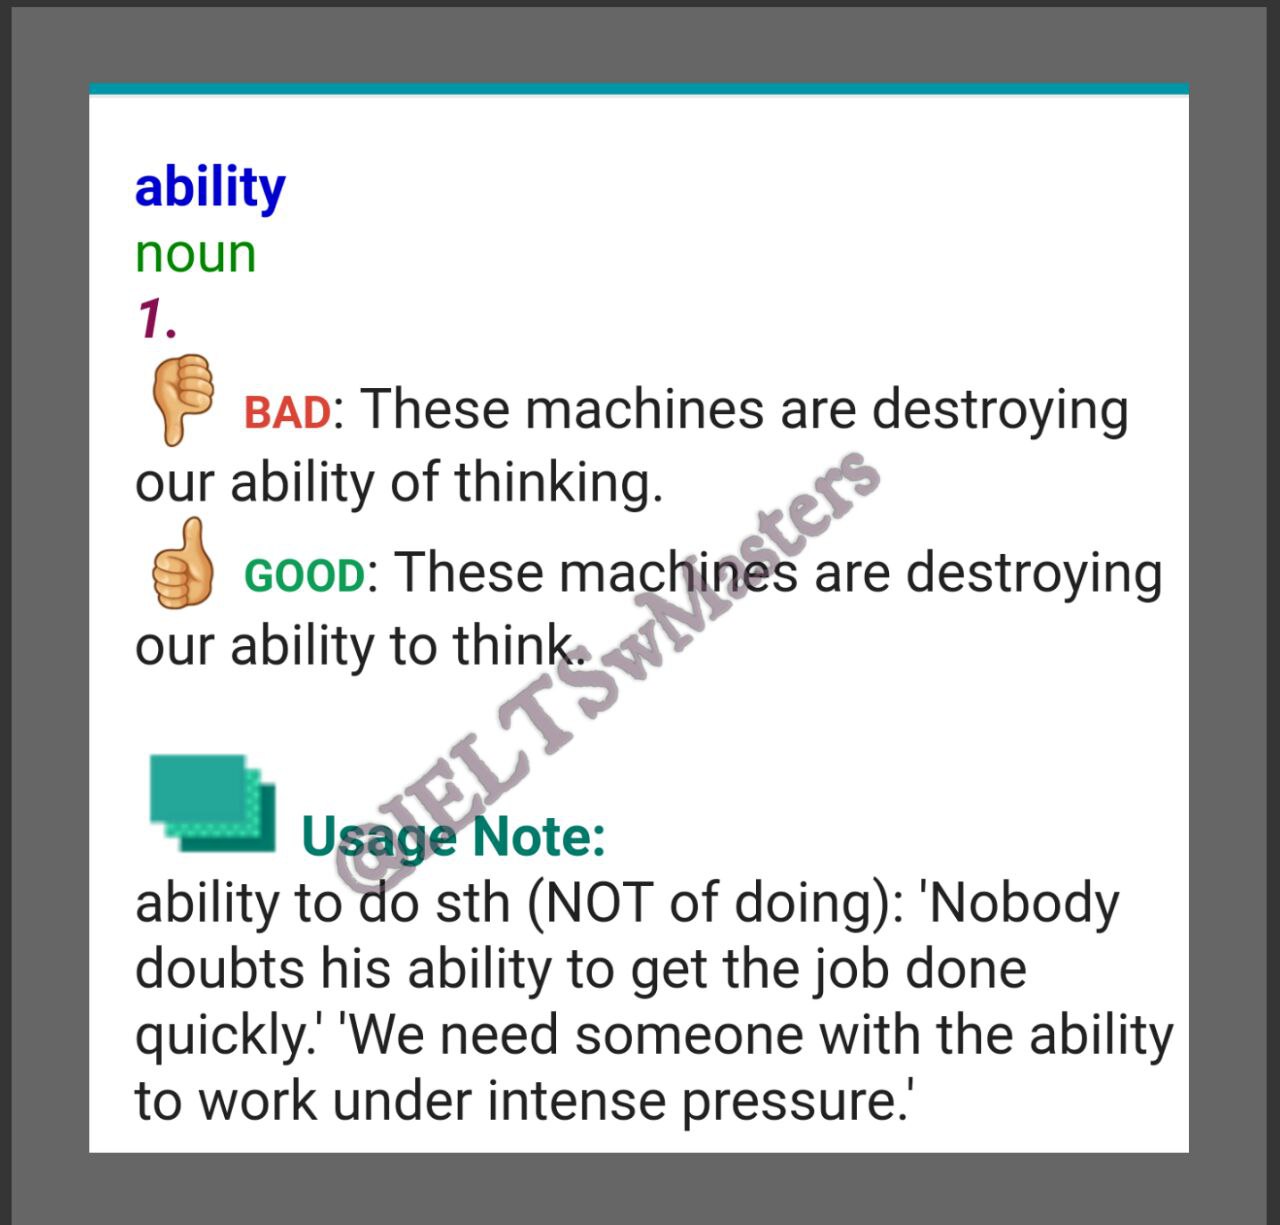 ability
noun
1.
BAD: These machines are destroying
our ability of thinking.
GOOD: These machines are destroying
our ability to think.
@IELTSwMasters
Usage Note:
ability to do sth (NOT of doing): 'Nobody
doubts his ability to get the job done
quickly.' 'We need someone with the ability
to work under intense pressure.'